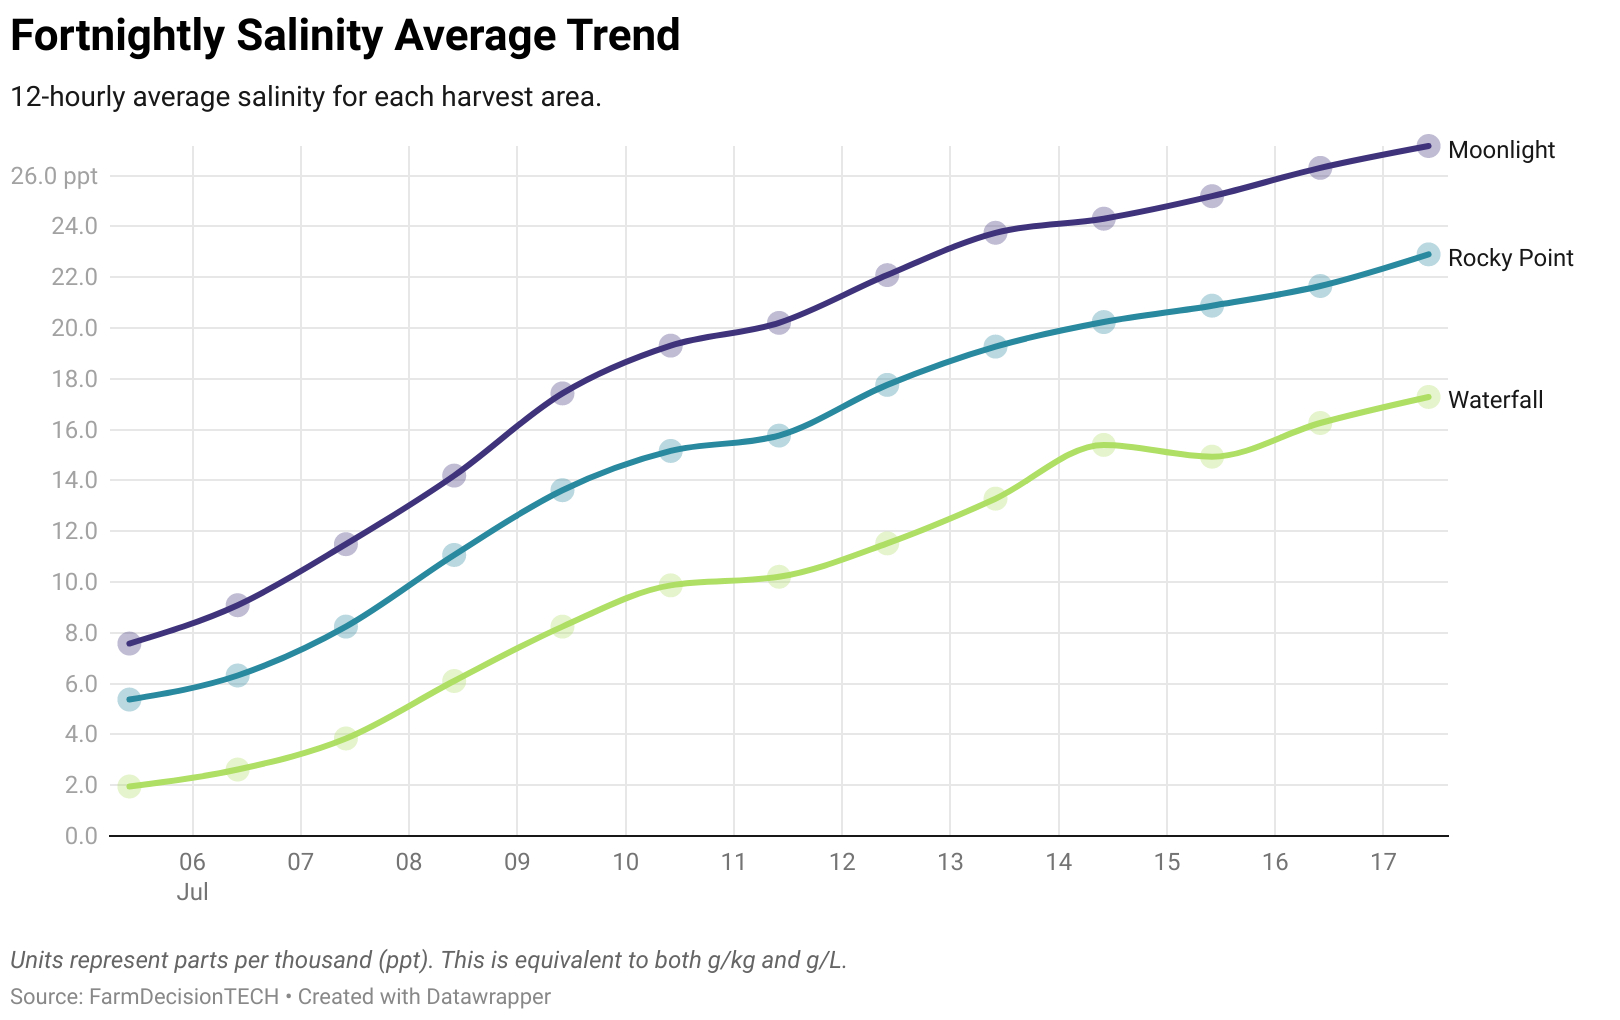 Fortnightly Salinity Average Trend
12-hourly average salinity for each harvest area.
Moonlight
26.0 ppt
24.0
Rocky Point
22.0
20.0
18.0
Waterfall
16.0
14.0
12.0
10.0
8.0
6.0
4.0
2.0
0.0
06 07 08 09 10 11 12 13 14 15 16 17
Jul
Units represent parts per thousand (ppt). This is equivalent to both g/kg and g/L.
Source: FarmDecisionTECH • Created with Datawrapper